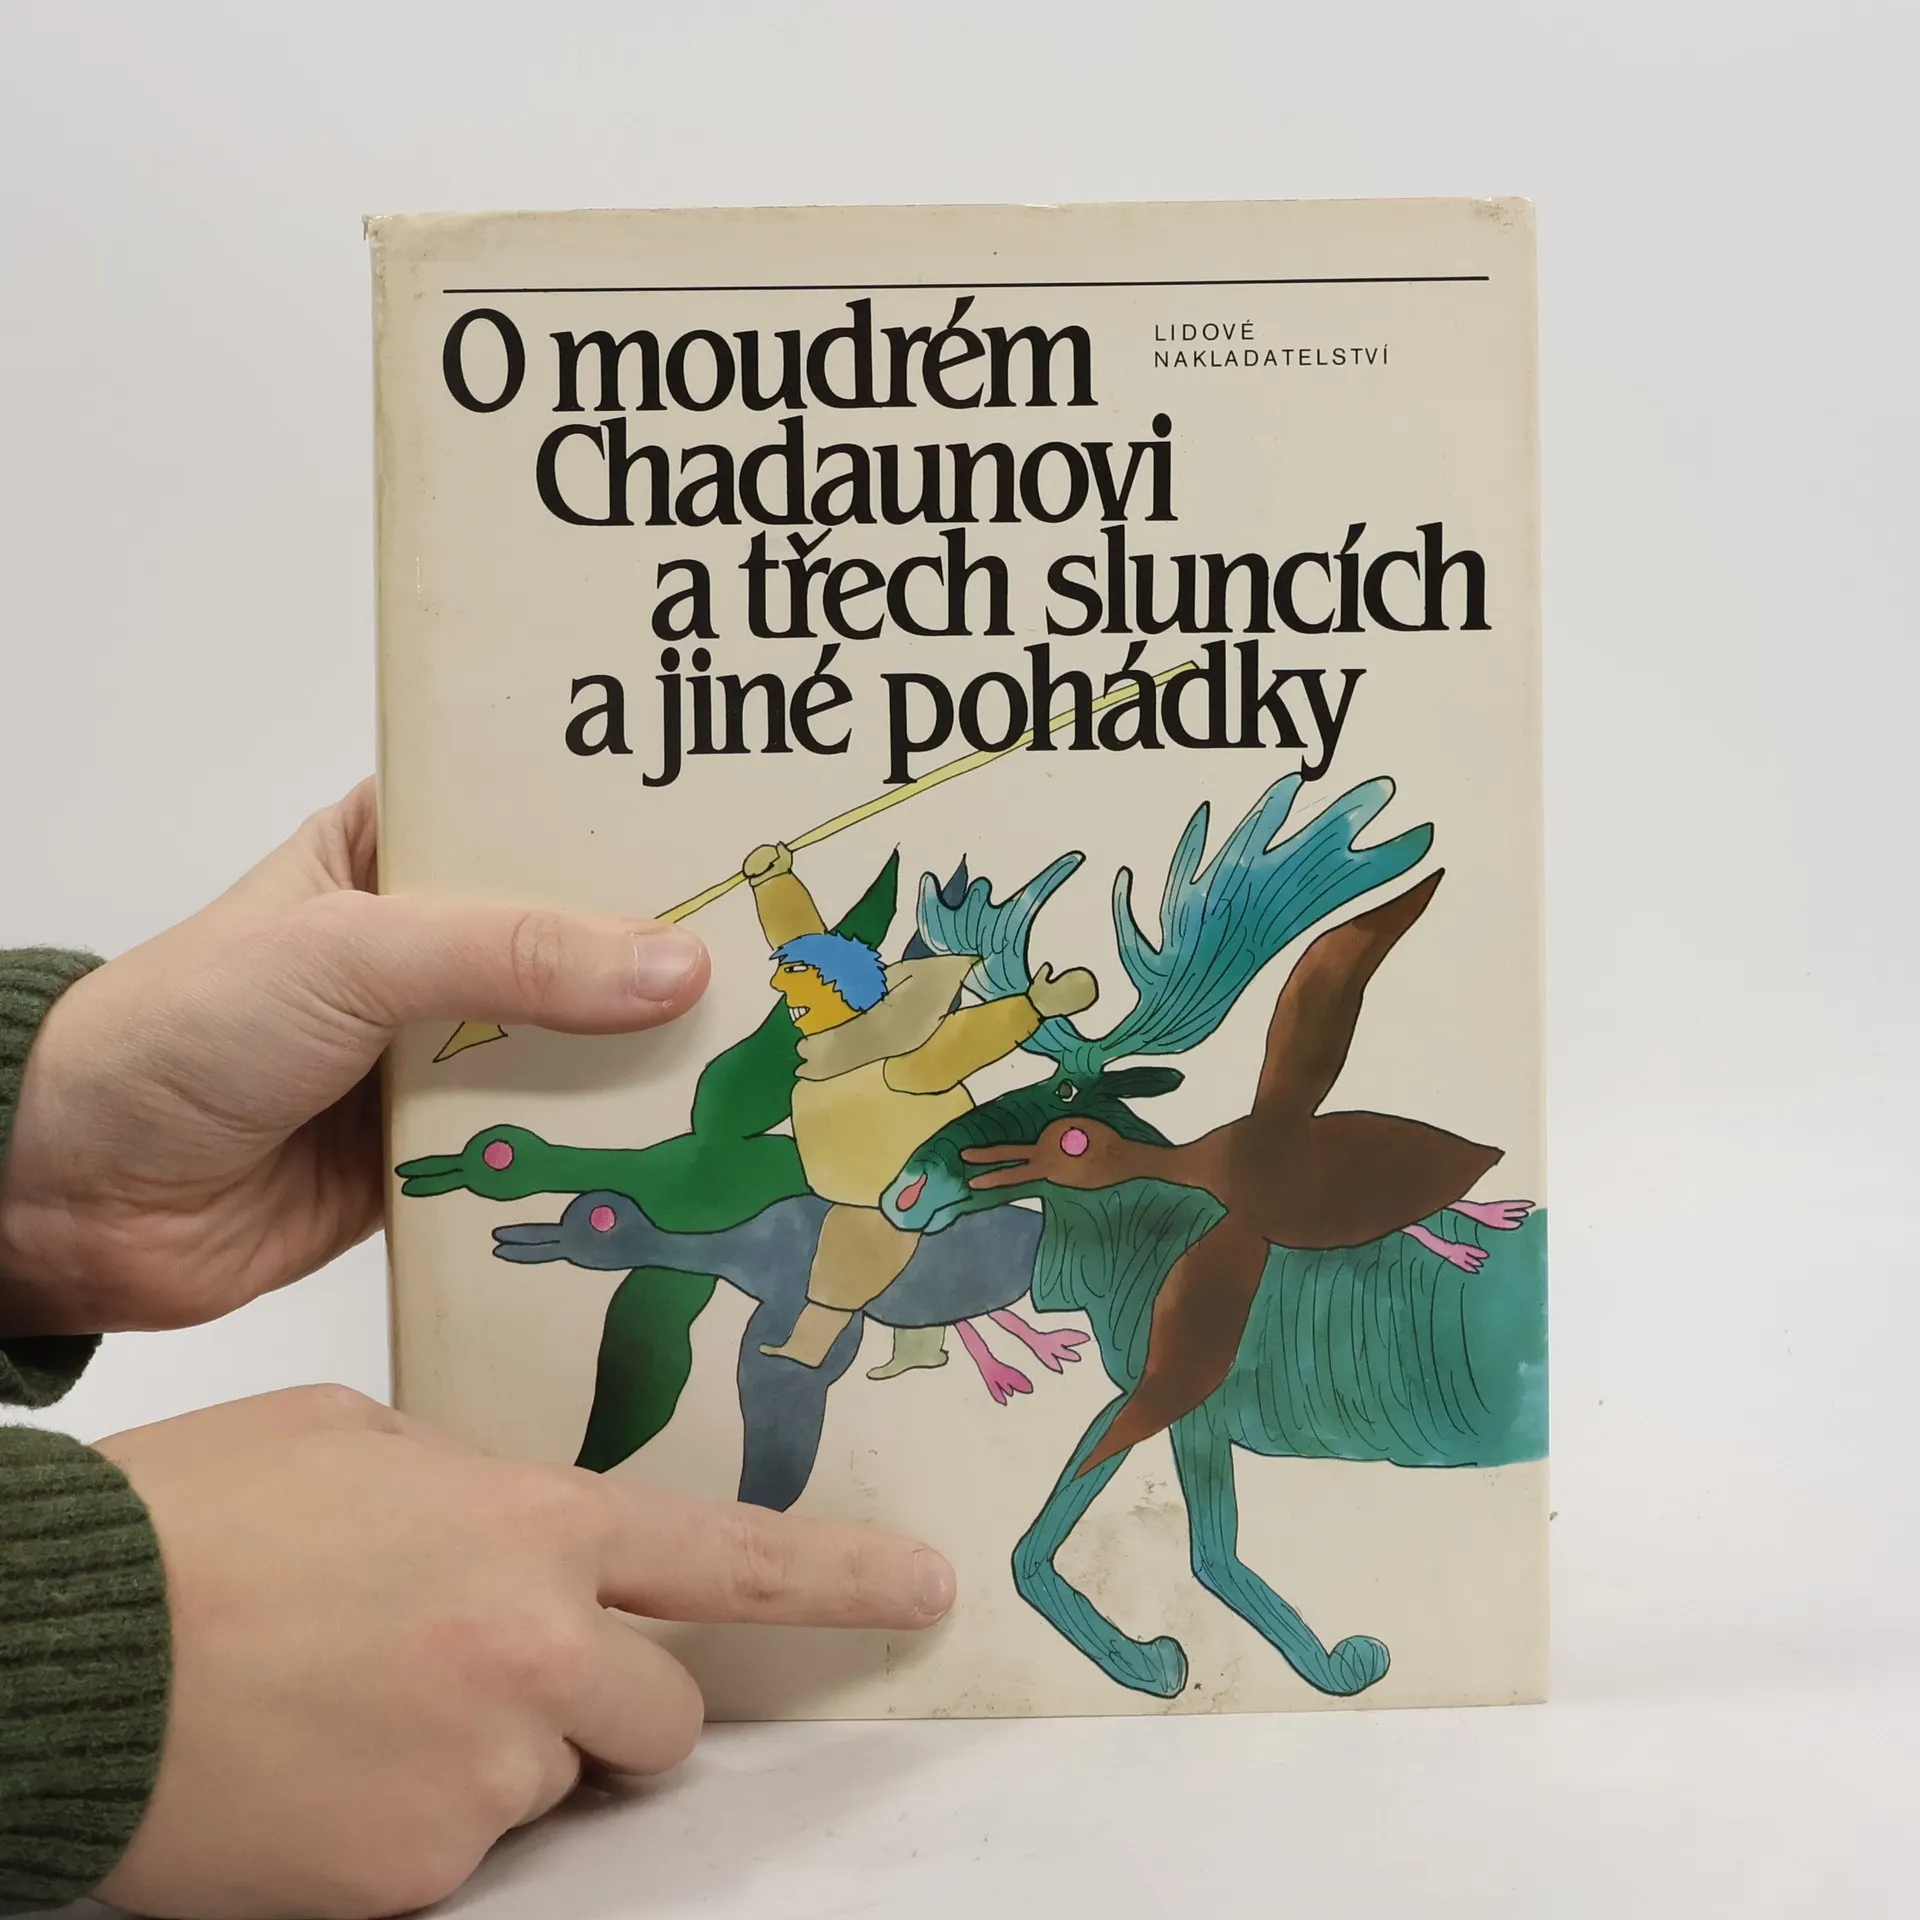 O moudrém
Chadaunovi
a třech sluncích
a jiné pohádky
LIDOVÉ
NAKLADATELSTVÍ